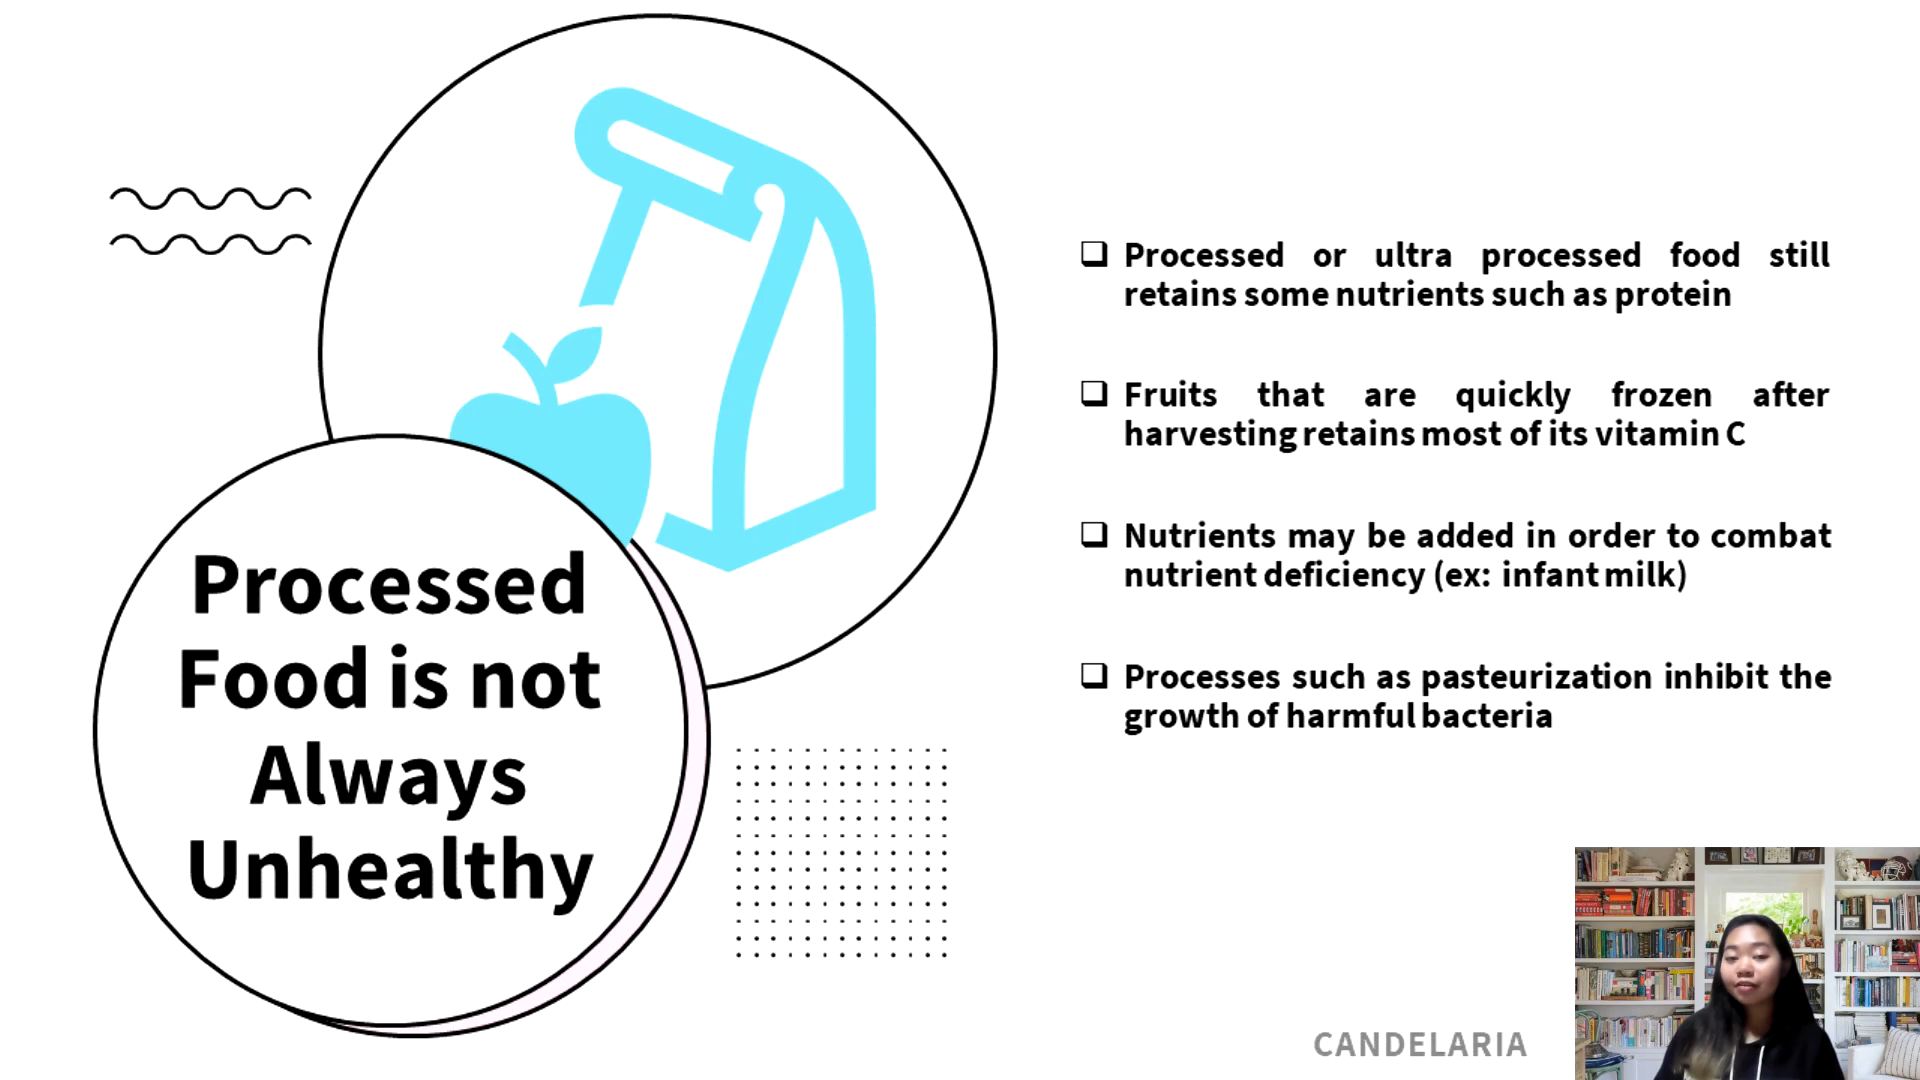 Processed
Food is not
Always
Unhealthy
Processed or ultra processed food still
retains some nutrients such as protein
Fruits that are quickly frozen after
harvesting retains most of its vitamin C
Nutrients may be added in order to combat
nutrient deficiency (ex: infant milk)
Processes such as pasteurization inhibit the
growth of harmful bacteria
CANDELARIA